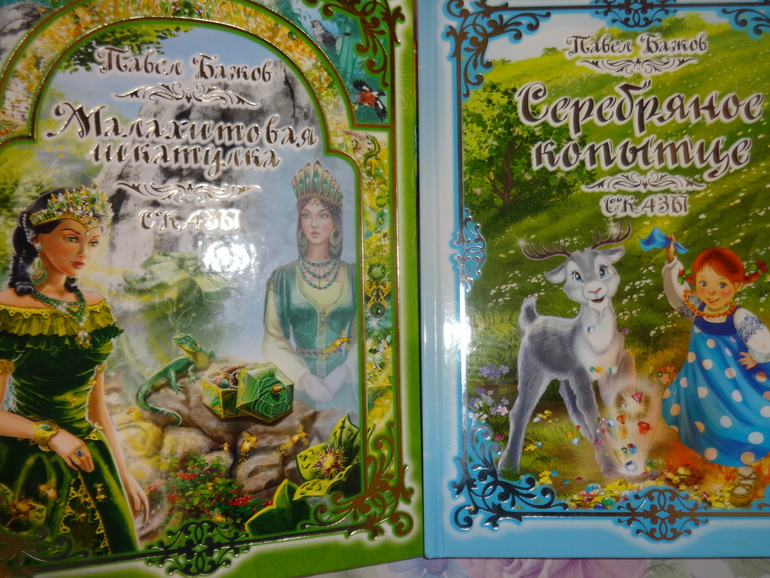 Павел Бажов
Малахитовая
шкатулка
СКАЗЫ
Павел Бажов
Серебряное
копытце
СКАЗЫ